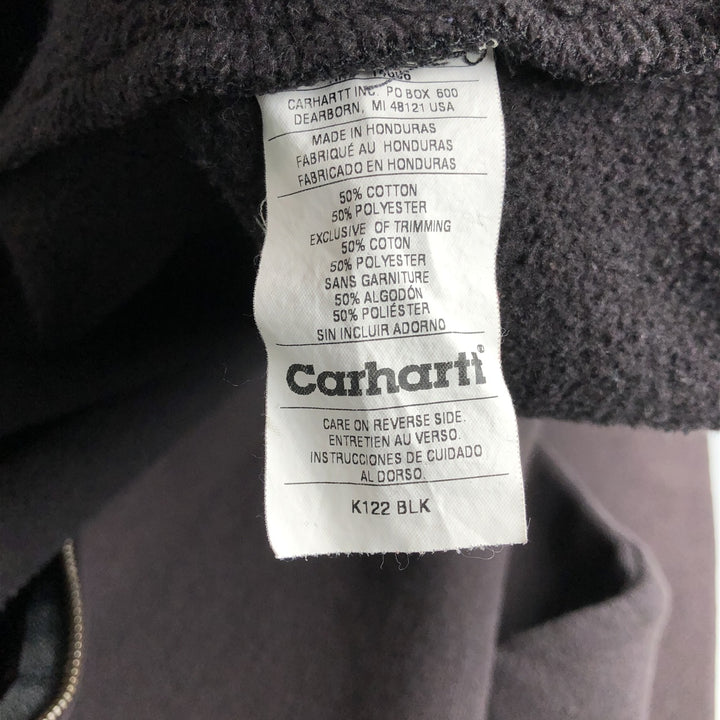 CARHARTT INC. PO BOX 600
DEARBORN, MI 48121 USA
MADE IN HONDURAS
FABRIQUÉ AU HONDURAS
FABRICADO EN HONDURAS
50% COTTON
50% POLYESTER
EXCLUSIVE OF TRIMMING
50% COTON
50% POLYESTER
SANS GARNITURE
50% ALGODÓN
50% POLIÉSTER
SIN INCLUIR ADORNO
Carhartt®
CARE ON REVERSE SIDE.
ENTRETIEN AU VERSO.
INSTRUCCIONES DE CUIDADO
AL DORSO.
K122 BLK